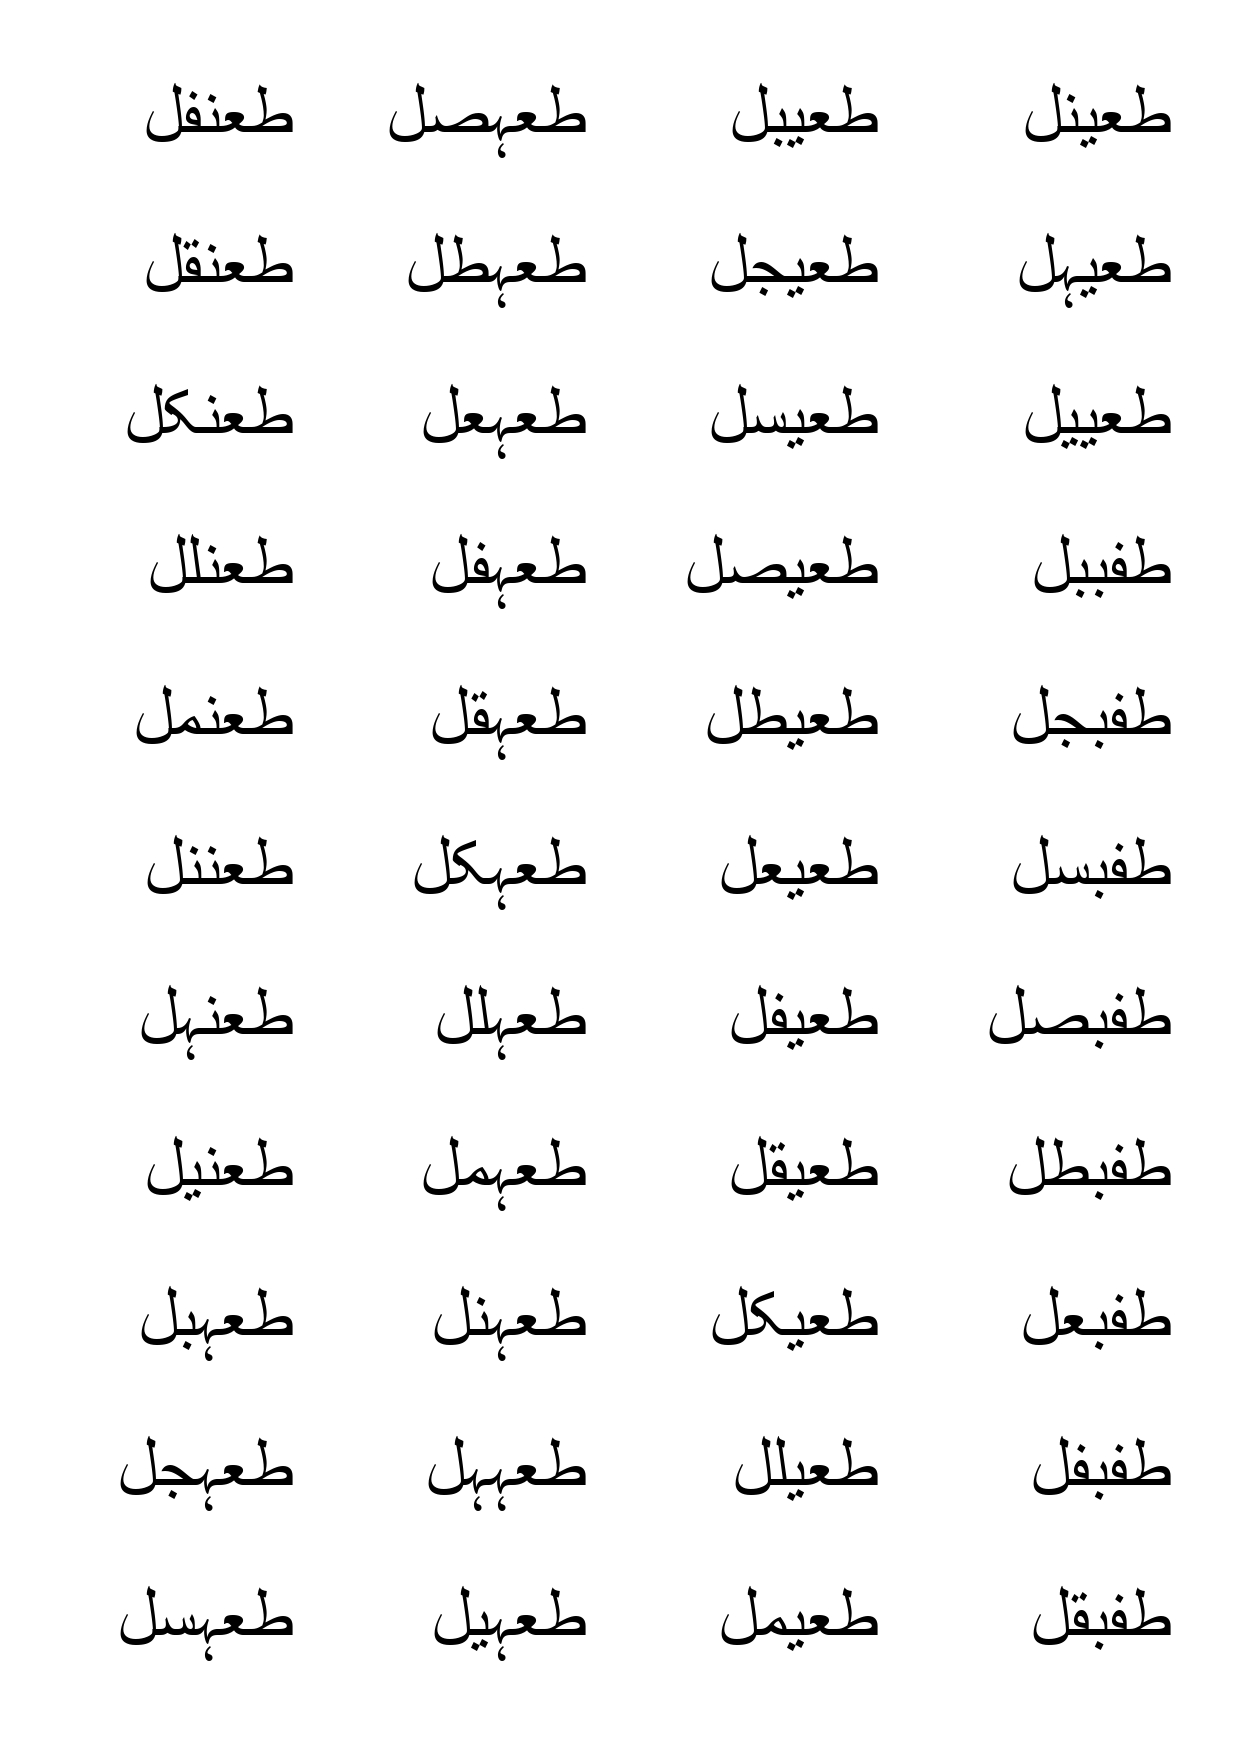 طعینل طعیبل طعہصل طعنفل
طعیہل طعیجل طعہطل طعنقل
طعییل طعیسل طعہعل طعنکل
طفببل طعیصل طعہفل طعنلل
طفبجل طعیطل طعہقل طعنمل
طفبسل طعیعل طعہکل طعننل
طفبصل طعیفل طعہلل طعنہل
طفبطل طعیقل طعہمل طعنیل
طفبعل طعیکل طعہنل طعہبل
طفبفل طعیلل طعہہل طعہجل
طفبقل طعیمل طعہیل طعہسل